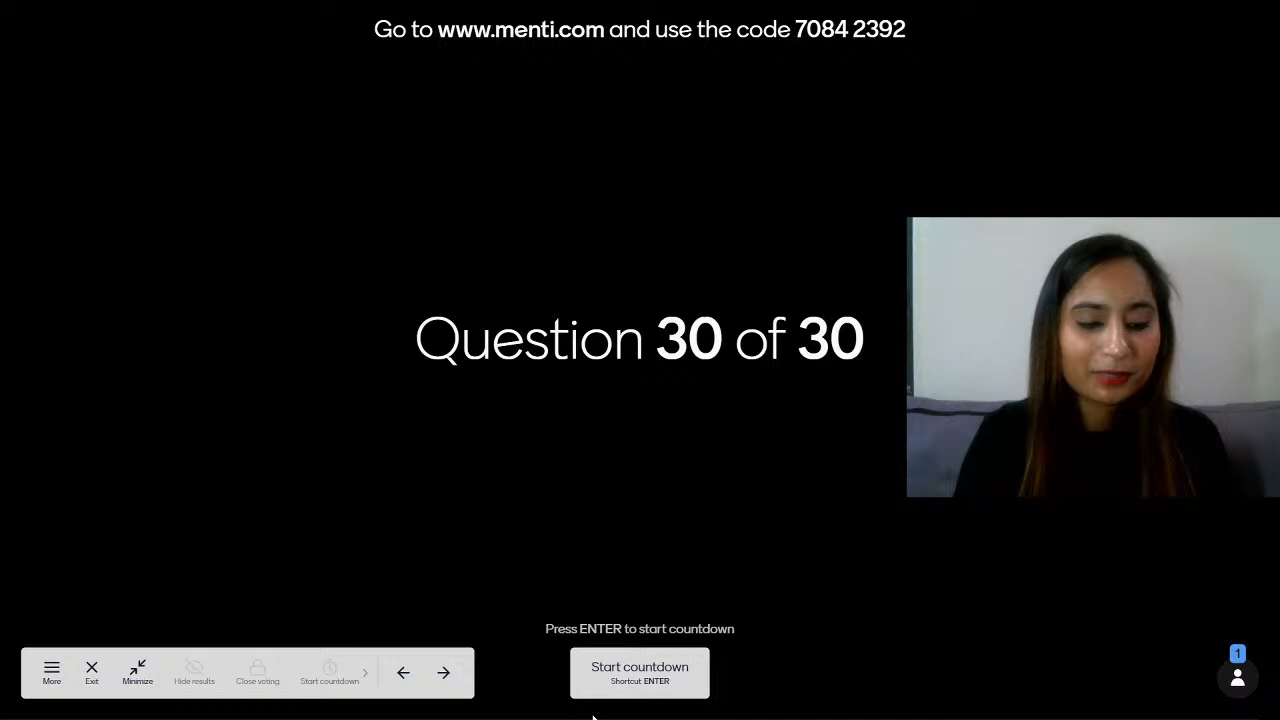 Go to www.menti.com and use the code 7084 2392
Question 30 of 30
Press ENTER to start countdown
More
Exit
Minimize
Hide results
Close voting
Start countdown
Start countdown
Shortcut ENTER
1